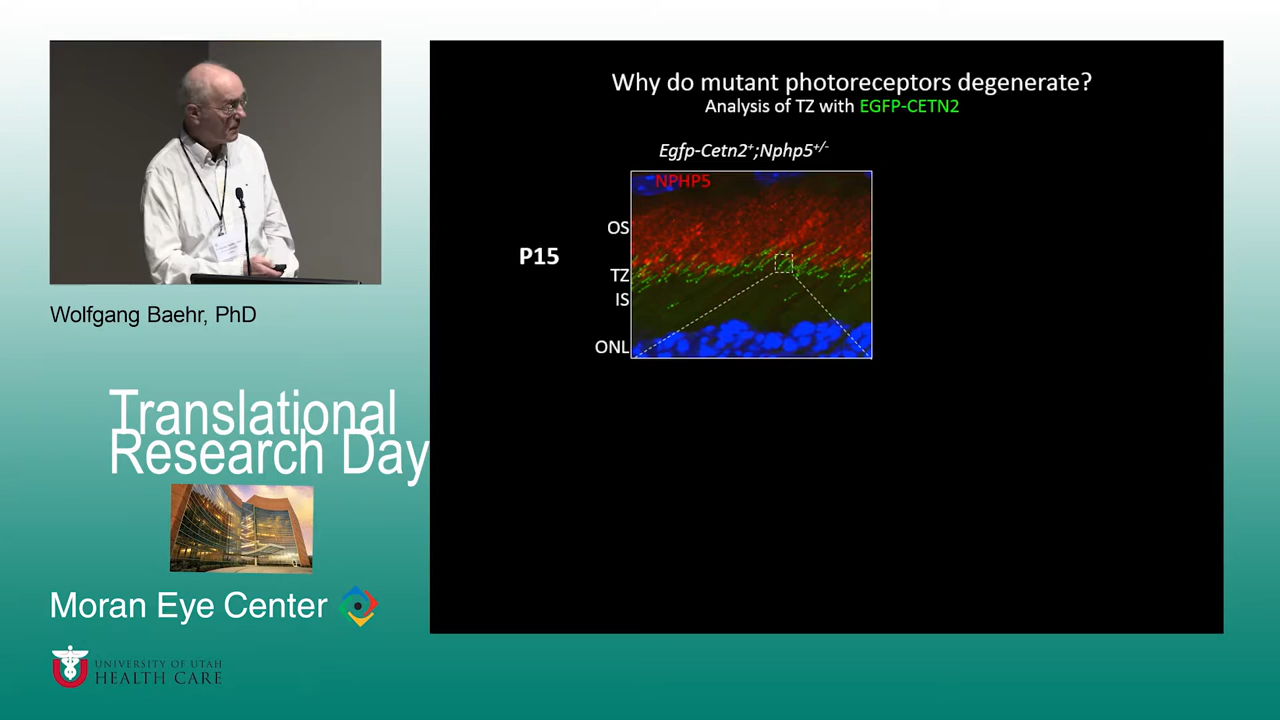 Why do mutant photoreceptors degenerate?
Analysis of TZ with EGFP-CETN2
Egfp-Cetn2+;Nphp5+/-
NPHP5
OS
P15
TZ
IS
ONL
Wolfgang Baehr, PhD
Translational
Research Day
Moran Eye Center
UNIVERSITY OF UTAH
HEALTH CARE